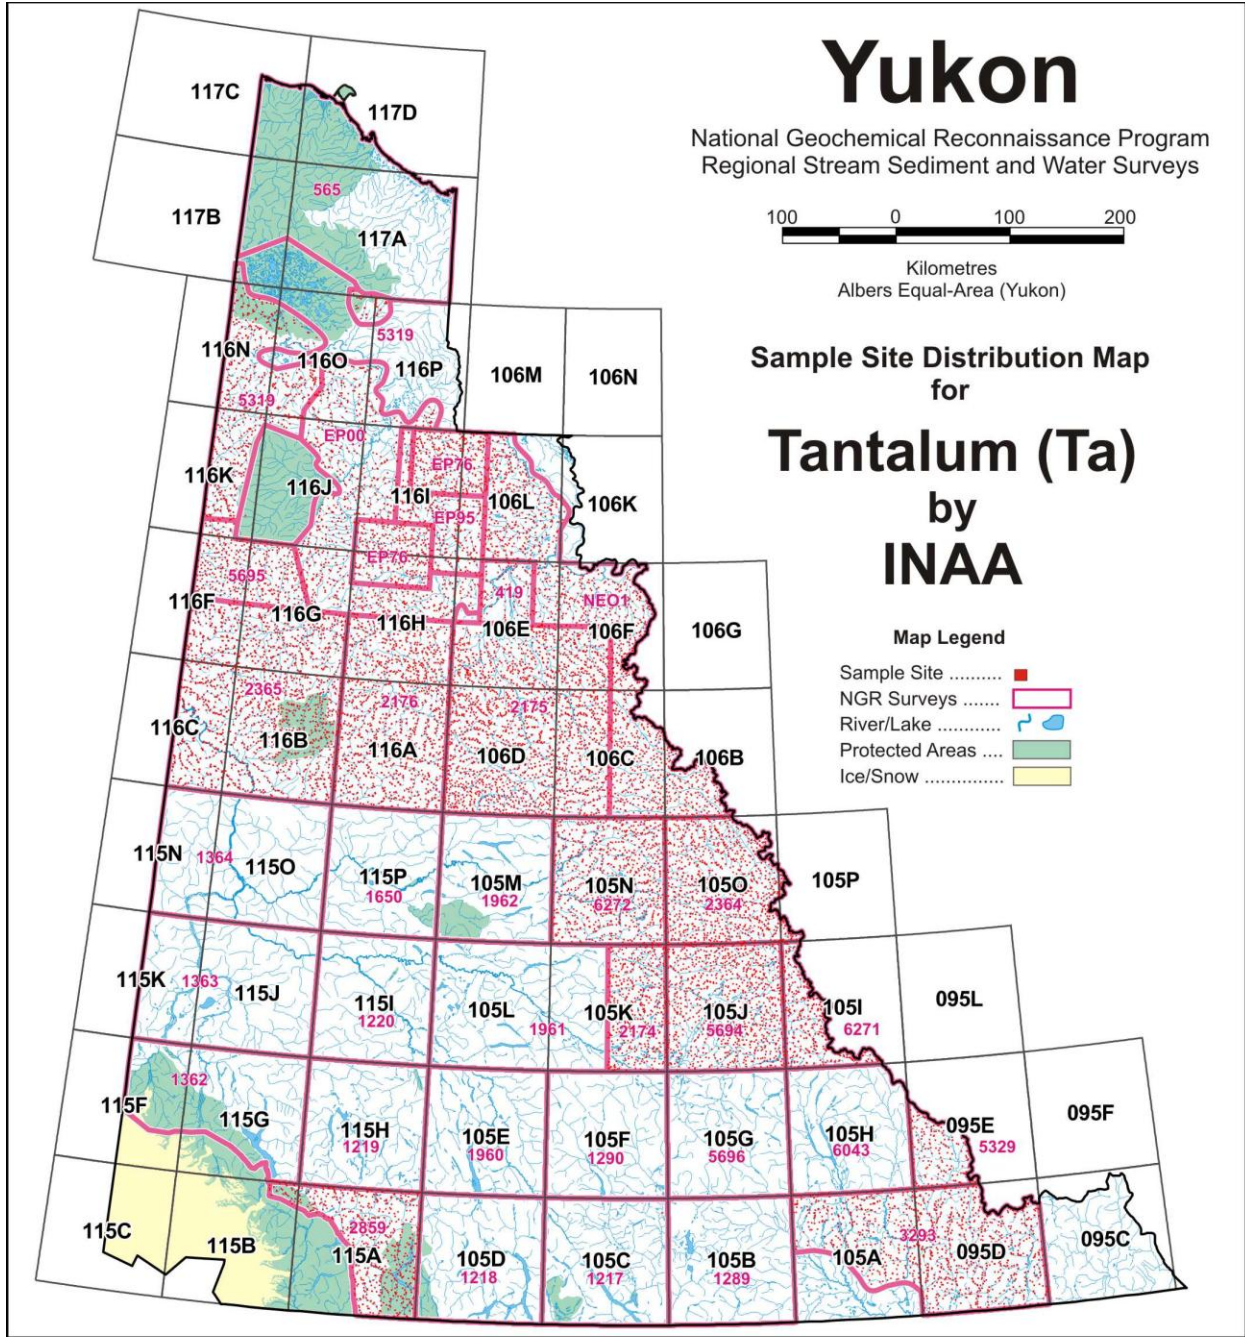 Yukon
National Geochemical Reconnaissance Program
Regional Stream Sediment and Water Surveys
100 0 100 200
Kilometres
Albers Equal-Area (Yukon)
Sample Site Distribution Map
for
Tantalum (Ta)
by
INAA
Map Legend
Sample Site ..........
NGR Surveys .......
River/Lake ............
Protected Areas ....
Ice/Snow ...............
117C
117D
565
117B
117A
5319
116N
116O
116P
106M
106N
5319
EP00
EP76
116K
116J
116I
106L
106K
EP95
EP76
5695
419
NEO1
116F
116G
116H
106E
106F
106G
2365
2176
2175
116C
116B
116A
106D
106C
106B
115N
1364
115O
115P
1650
105M
1962
105N
6272
105O
2364
105P
115K
1363
115J
115I
1220
105L
1961
105K
2174
105J
5694
105I
6271
095L
1362
115F
115G
115H
1219
105E
1960
105F
1290
105G
5696
105H
6043
095E
5329
095F
115C
115B
2859
115A
105D
1218
105C
1217
105B
1289
105A
3293
095D
095C